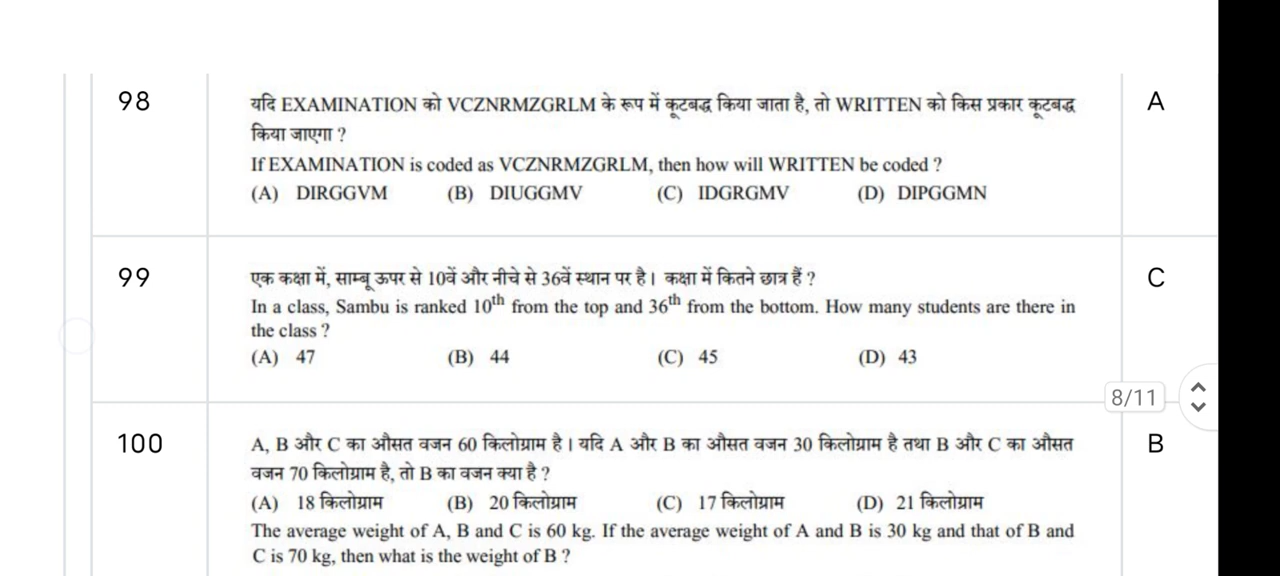 98
यदि EXAMINATION को VCZNRMZGRLM के रूप में कूटबद्ध किया जाता है, तो WRITTEN को किस प्रकार कूटबद्ध
किया जाएगा ?
If EXAMINATION is coded as VCZNRMZGRLM, then how will WRITTEN be coded ?
(A) DIRGGVM (B) DIUGGMV (C) IDGRGMV (D) DIPGGMN
A
99
एक कक्षा में, साम्बू ऊपर से 10वें और नीचे से 36वें स्थान पर है। कक्षा में कितने छात्र हैं ?
In a class, Sambu is ranked 10th from the top and 36th from the bottom. How many students are there in
the class ?
(A) 47 (B) 44 (C) 45 (D) 43
C
8/11
100
A, B और C का औसत वजन 60 किलोग्राम है। यदि A और B का औसत वजन 30 किलोग्राम है तथा B और C का औसत
वजन 70 किलोग्राम है, तो B का वजन क्या है ?
(A) 18 किलोग्राम (B) 20 किलोग्राम (C) 17 किलोग्राम (D) 21 किलोग्राम
The average weight of A, B and C is 60 kg. If the average weight of A and B is 30 kg and that of B and
C is 70 kg, then what is the weight of B ?
B